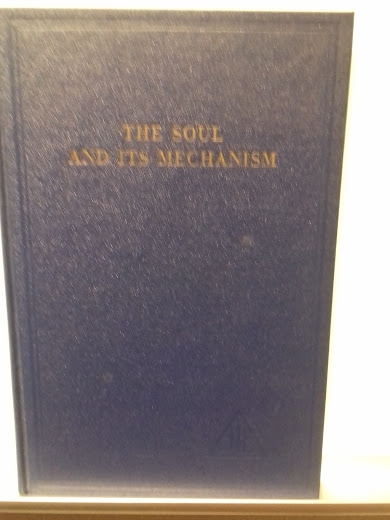 THE SOUL
AND ITS MECHANISM